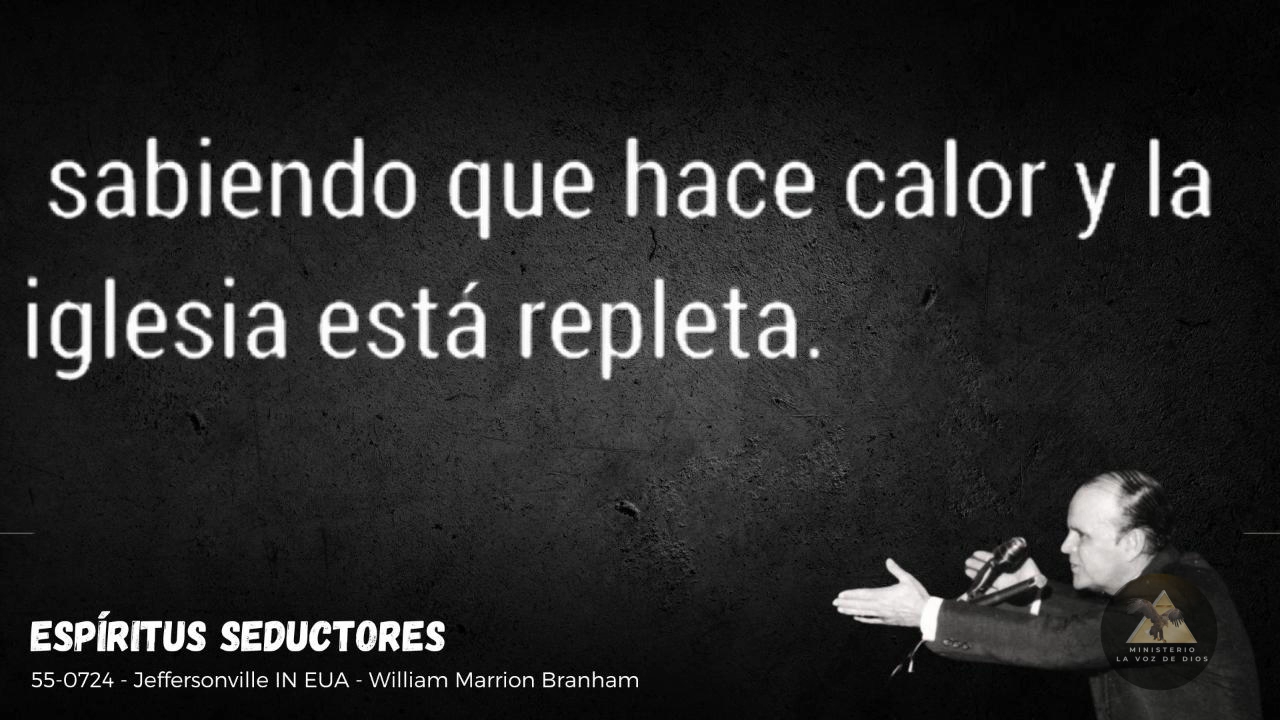 sabiendo que hace calor y la
iglesia está repleta.
ESPÍRITUS SEDUCTORES
55-0724 - Jeffersonville IN EUA - William Marrion Branham
MINISTERIO
LA VOZ DE DIOS